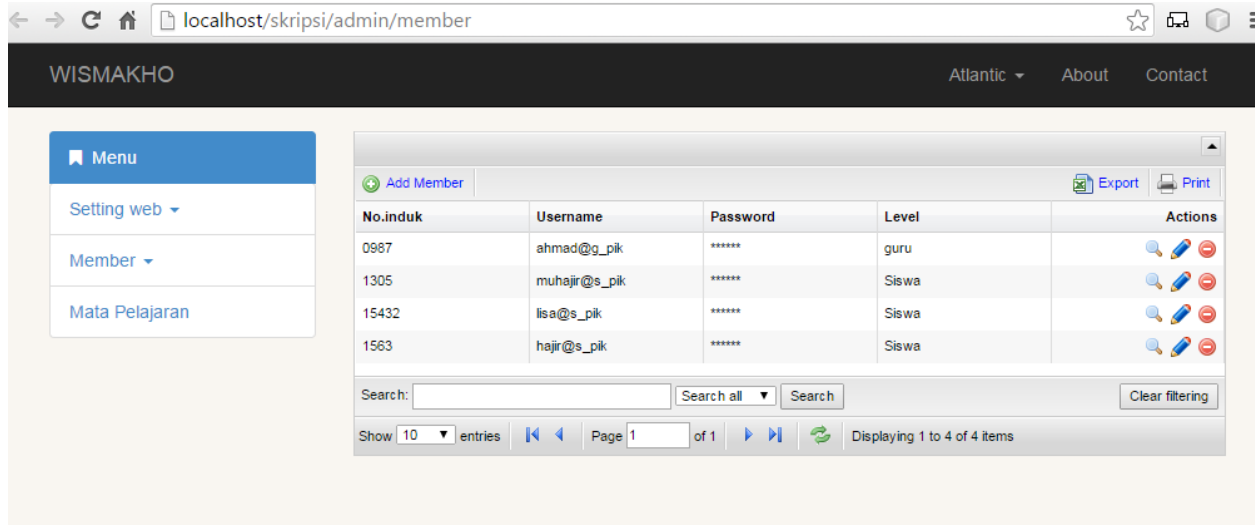 localhost/skripsi/admin/member
WISMAKHO Atlantic About Contact
Menu
Setting web
Member
Mata Pelajaran
Add Member Export Print
No.induk Username Password Level Actions
0987 ahmad@g_pik ****** guru
1305 muhajir@s_pik ****** Siswa
15432 lisa@s_pik ****** Siswa
1563 hajir@s_pik ****** Siswa
Search: Search all Search Clear filtering
Show 10 entries Page 1 of 1 Displaying 1 to 4 of 4 items